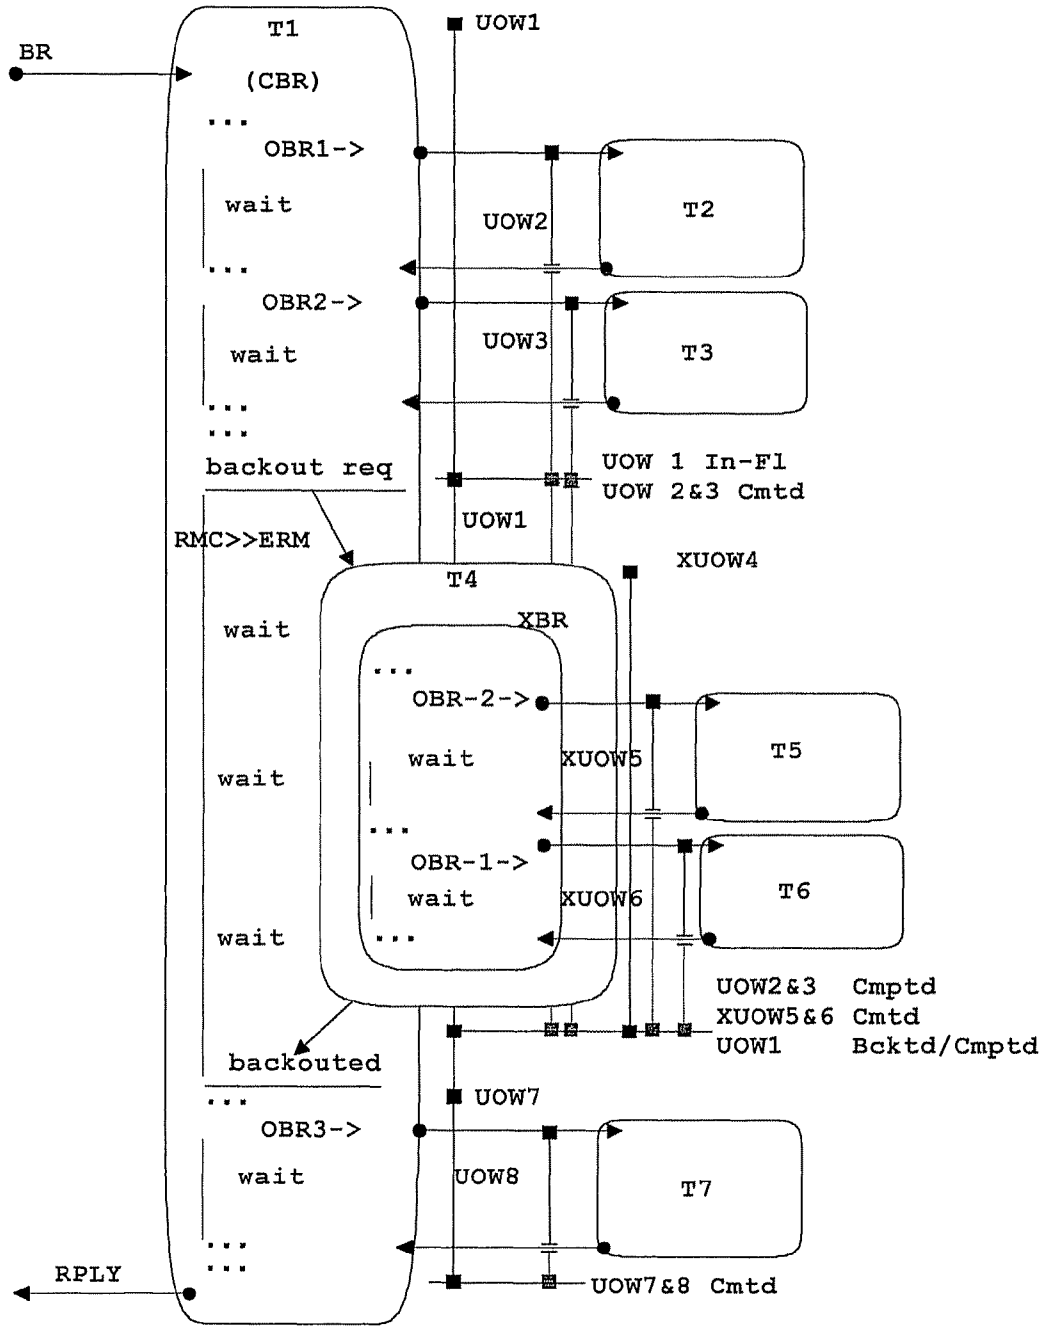 T1
UOW1
BR
(CBR)
...
OBR1->
wait
UOW2
T2
...
OBR2->
UOW3
wait
T3
...
...
backout req
UOW 1 In-Fl
UOW 2&3 Cmtd
UOW1
RMC>>ERM
XUOW4
T4
XBR
wait
...
OBR-2->
wait
XUOW5
T5
wait
...
OBR-1->
wait
XUOW6
T6
wait
...
UOW2&3 Cmptd
XUOW5&6 Cmtd
UOW1 Bcktd/Cmptd
backouted
UOW7
...
OBR3->
wait
UOW8
T7
...
...
RPLY
UOW7&8 Cmtd